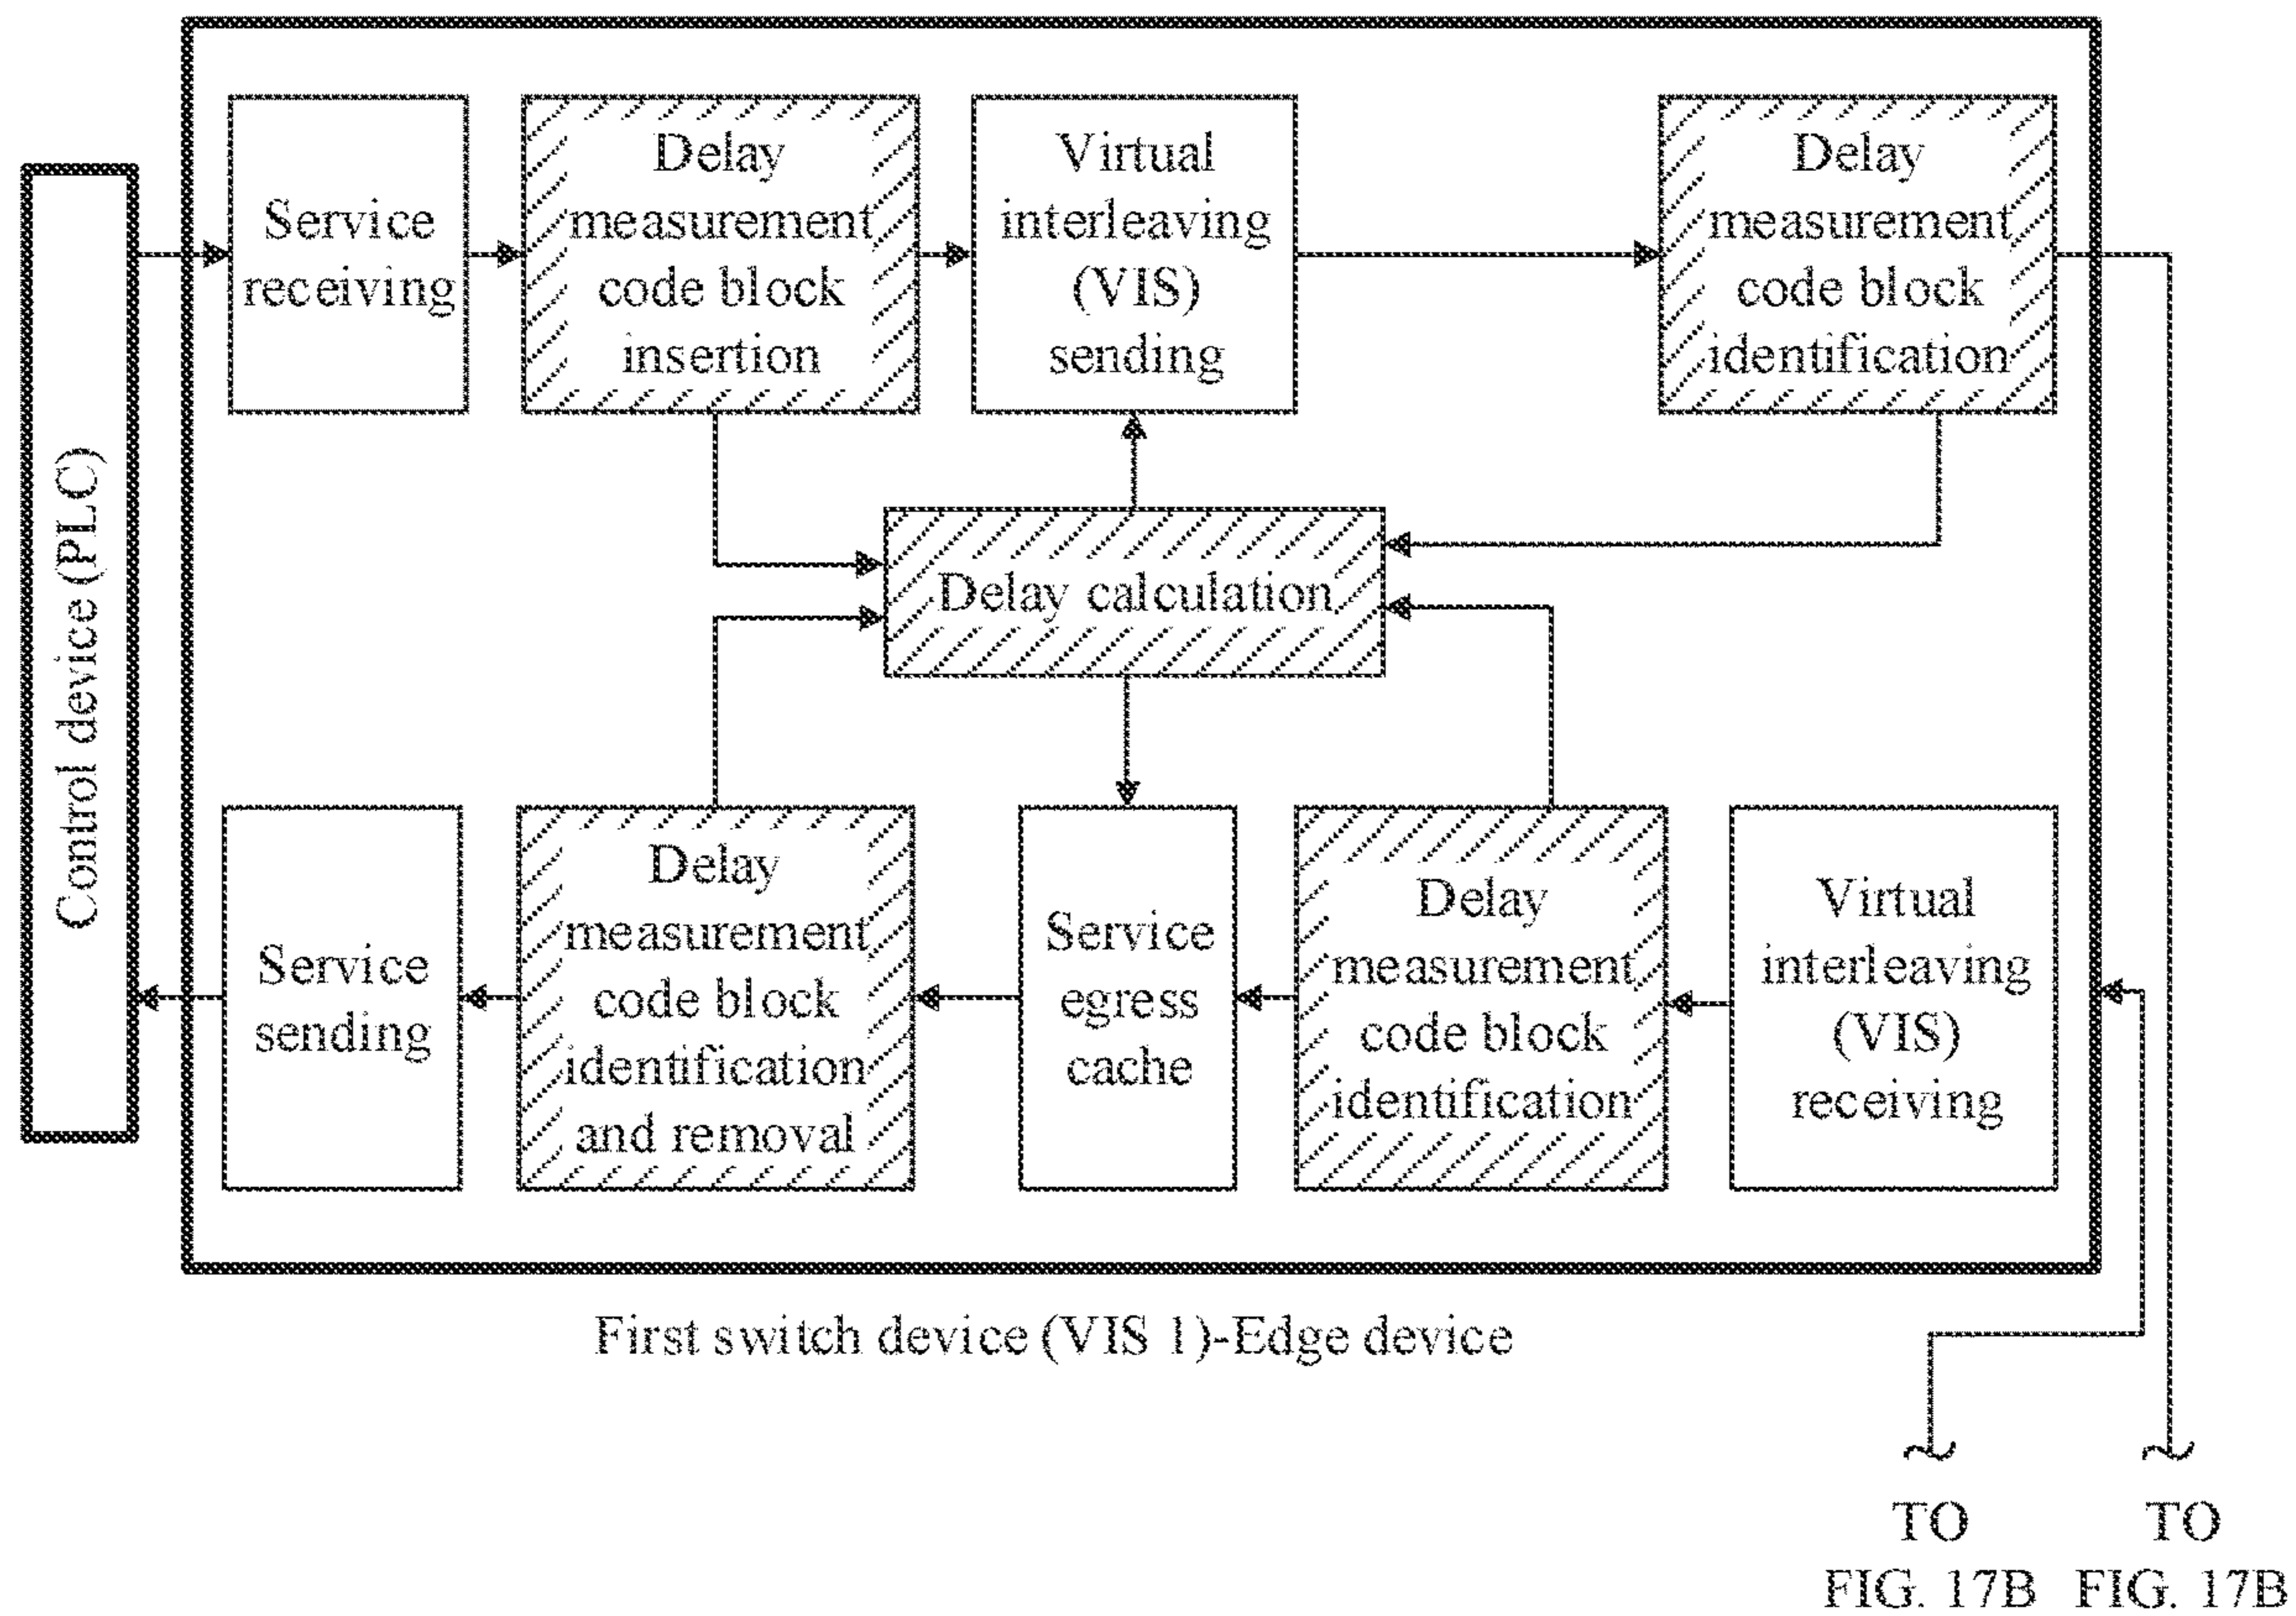 Control device (PLC)
Service
receiving
Delay
measurement
code block
insertion
Virtual
interleaving
(VIS)
sending
Delay
measurement
code block
identification
Delay calculation
Service
sending
Delay
measurement
code block
identification
and removal
Service
egress
cache
Delay
measurement
code block
identification
Virtual
interleaving
(VIS)
receiving
First switch device (VIS 1)-Edge device
TO
FIG. 17B
TO
FIG. 17B